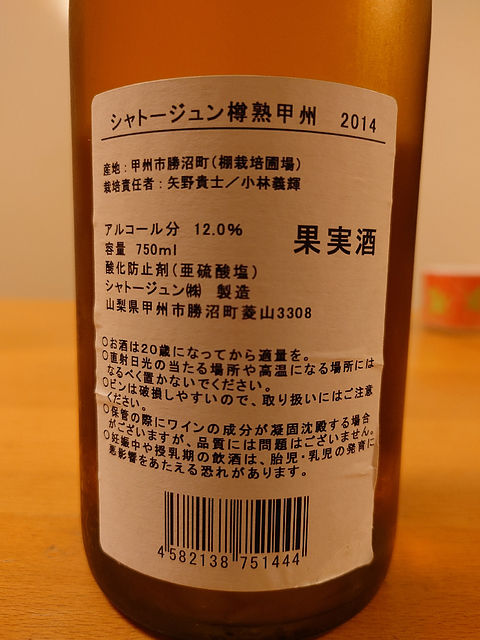 シャトージュン樽熟甲州 2014
産地:甲州市勝沼町(棚栽培圃場)
栽培責任者:矢野貴士/小林義輝
アルコール分 12.0%
果実酒
容量 750ml
酸化防止剤(亜硫酸塩)
シャトージュン㈱ 製造
山梨県甲州市勝沼町菱山3308
○お酒は20歳になってから適量を。
○直射日光の当たる場所や高温になる場所には
なるべく置かないでください。
○ビンは破損しやすいので、取り扱いにはご注意
ください。
○保管の際にワインの成分が凝固沈殿する場合
がございますが、品質には問題はございません。
○妊娠中や授乳期の飲酒は、胎児・乳児の発育に
悪影響をあたえる恐れがあります。
4 582138 751444